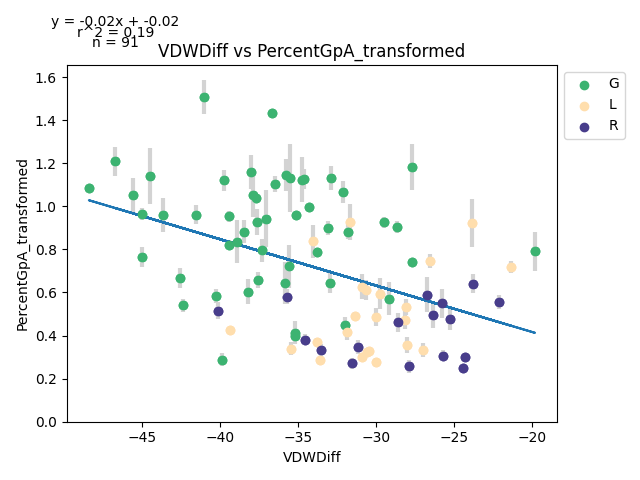 y = -0.02x + -0.02
r^2 = 0.19
n = 91
VDWDiff vs PercentGpA_transformed
G
L
R
PercentGpA_transformed
1.6
1.4
1.2
1.0
0.8
0.6
0.4
0.2
0.0
−45
−40
−35
−30
−25
−20
VDWDiff